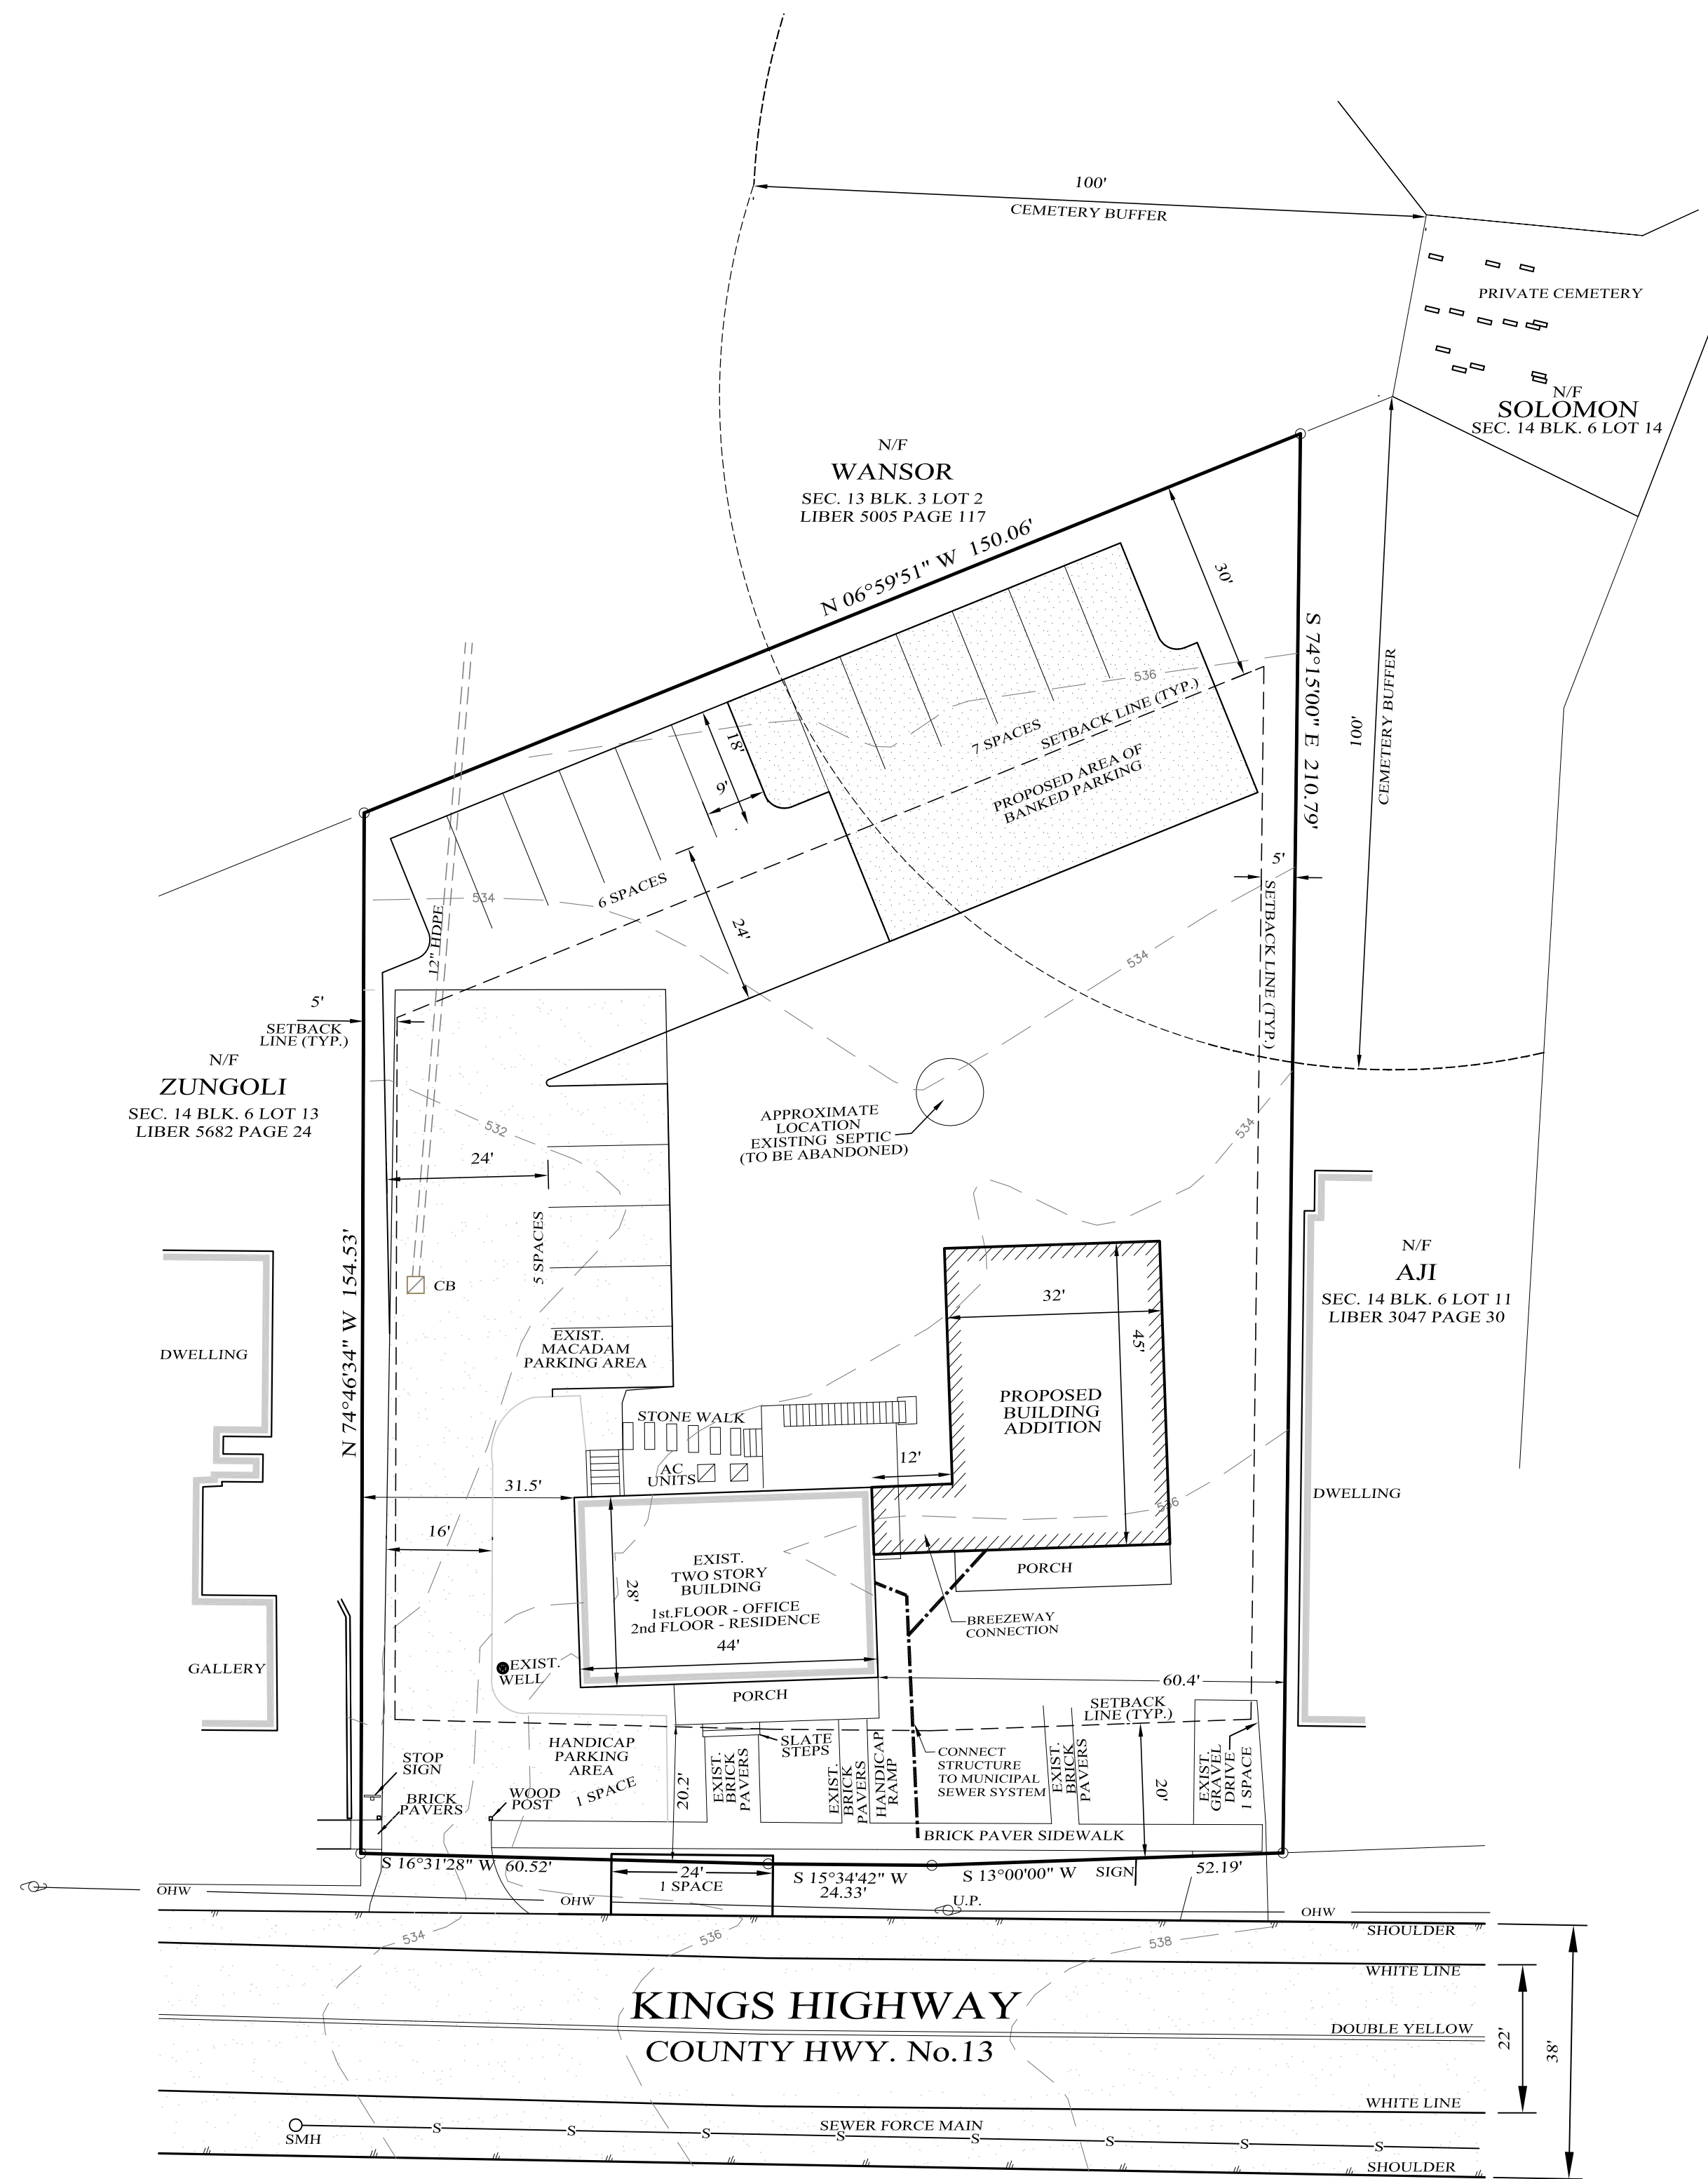 100'
CEMETERY BUFFER
PRIVATE CEMETERY
N/F
SOLOMON
SEC. 14 BLK. 6 LOT 14
N/F
WANSOR
SEC. 13 BLK. 3 LOT 2
LIBER 5005 PAGE 117
N 06°59'51" W 150.06'
30'
S 74°15'00" E 210.79'
100'
CEMETERY BUFFER
536
SETBACK LINE (TYP.)
7 SPACES
PROPOSED AREA OF
BANKED PARKING
18'
9'
6 SPACES
24'
534
12" HDPE
5'
SETBACK LINE (TYP.)
534
5'
SETBACK
LINE (TYP.)
N/F
ZUNGOLI
SEC. 14 BLK. 6 LOT 13
LIBER 5682 PAGE 24
532
24'
5 SPACES
APPROXIMATE
LOCATION
EXISTING SEPTIC
(TO BE ABANDONED)
534
N/F
AJI
SEC. 14 BLK. 6 LOT 11
LIBER 3047 PAGE 30
N 74°46'34" W 154.53'
CB
DWELLING
EXIST.
MACADAM
PARKING AREA
32'
45'
PROPOSED
BUILDING
ADDITION
STONE WALK
AC
UNITS
12'
31.5'
16'
536
DWELLING
EXIST.
TWO STORY
BUILDING
1st.FLOOR - OFFICE
2nd FLOOR - RESIDENCE
28'
44'
PORCH
BREEZEWAY
CONNECTION
GALLERY
EXIST.
WELL
60.4'
PORCH
SETBACK
LINE (TYP.)
STOP
SIGN
HANDICAP
PARKING
AREA
1 SPACE
SLATE
STEPS
CONNECT
STRUCTURE
TO MUNICIPAL
SEWER SYSTEM
BRICK
PAVERS
WOOD
POST
20.2'
EXIST.
BRICK
PAVERS
EXIST.
BRICK
PAVERS
HANDICAP
RAMP
EXIST.
BRICK
PAVERS
20'
EXIST.
GRAVEL
DRIVE
1 SPACE
BRICK PAVER SIDEWALK
S 16°31'28" W 60.52'
24'
1 SPACE
S 15°34'42" W
24.33'
S 13°00'00" W
SIGN
52.19'
OHW
OHW
U.P.
OHW
SHOULDER
534
536
538
WHITE LINE
KINGS HIGHWAY
COUNTY HWY. No.13
DOUBLE YELLOW
22'
38'
WHITE LINE
SMH
SEWER FORCE MAIN
S S S S S S S S
SHOULDER